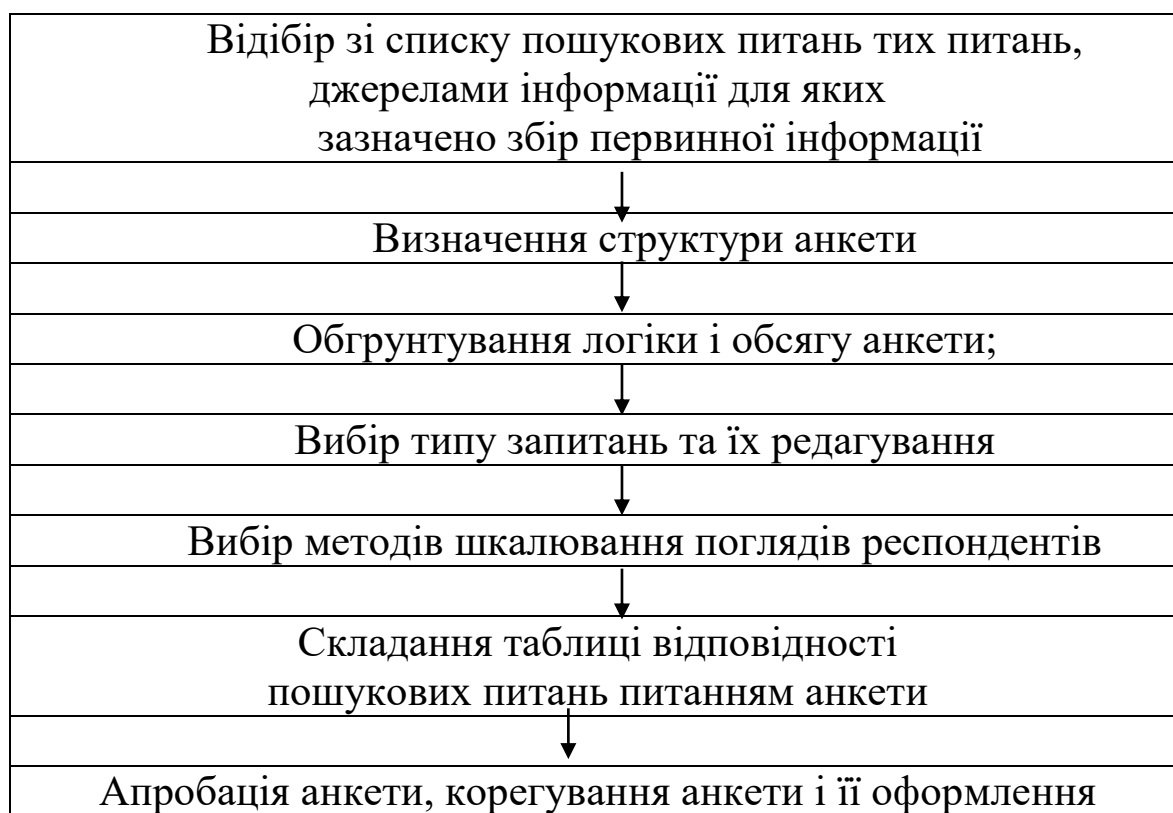 Відібір зі списку пошукових питань тих питань,
джерелами інформації для яких
зазначено збір первинної інформації
Визначення структури анкети
Обгрунтування логіки і обсягу анкети;
Вибір типу запитань та їх редагування
Вибір методів шкалювання поглядів респондентів
Складання таблиці відповідності
пошукових питань питанням анкети
Апробація анкети, корегування анкети і її оформлення